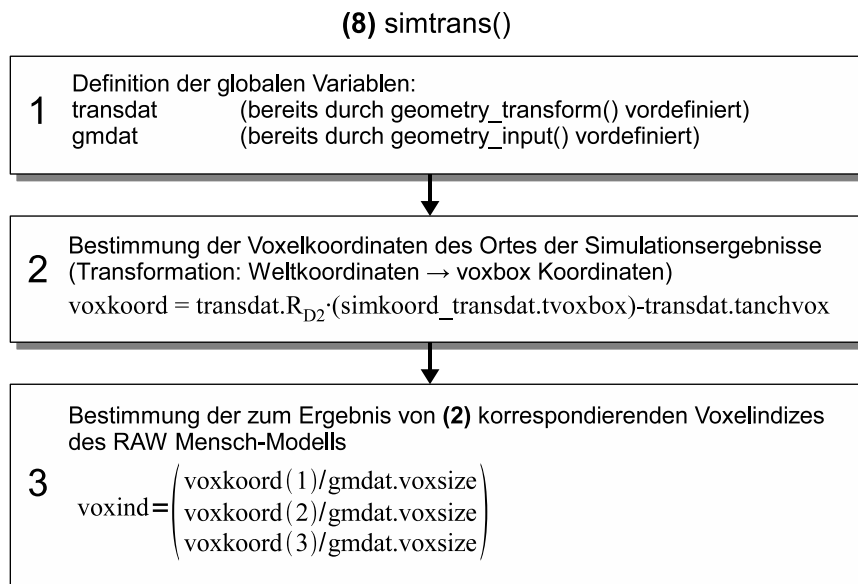 (8) simtrans()
1
Definition der globalen Variablen:
transdat (bereits durch geometry_transform() vordefiniert)
gmdat (bereits durch geometry_input() vordefiniert)
2
Bestimmung der Voxelkoordinaten des Ortes der Simulationsergebnisse
(Transformation: Weltkoordinaten → voxbox Koordinaten)
voxkoord = transdat.R_D2·(simkoord_transdat.tvoxbox)-transdat.tanchvox
3
Bestimmung der zum Ergebnis von (2) korrespondierenden Voxelindizes
des RAW Mensch-Modells
voxind=
voxkoord(1)/gmdat.voxsize
voxkoord(2)/gmdat.voxsize
voxkoord(3)/gmdat.voxsize